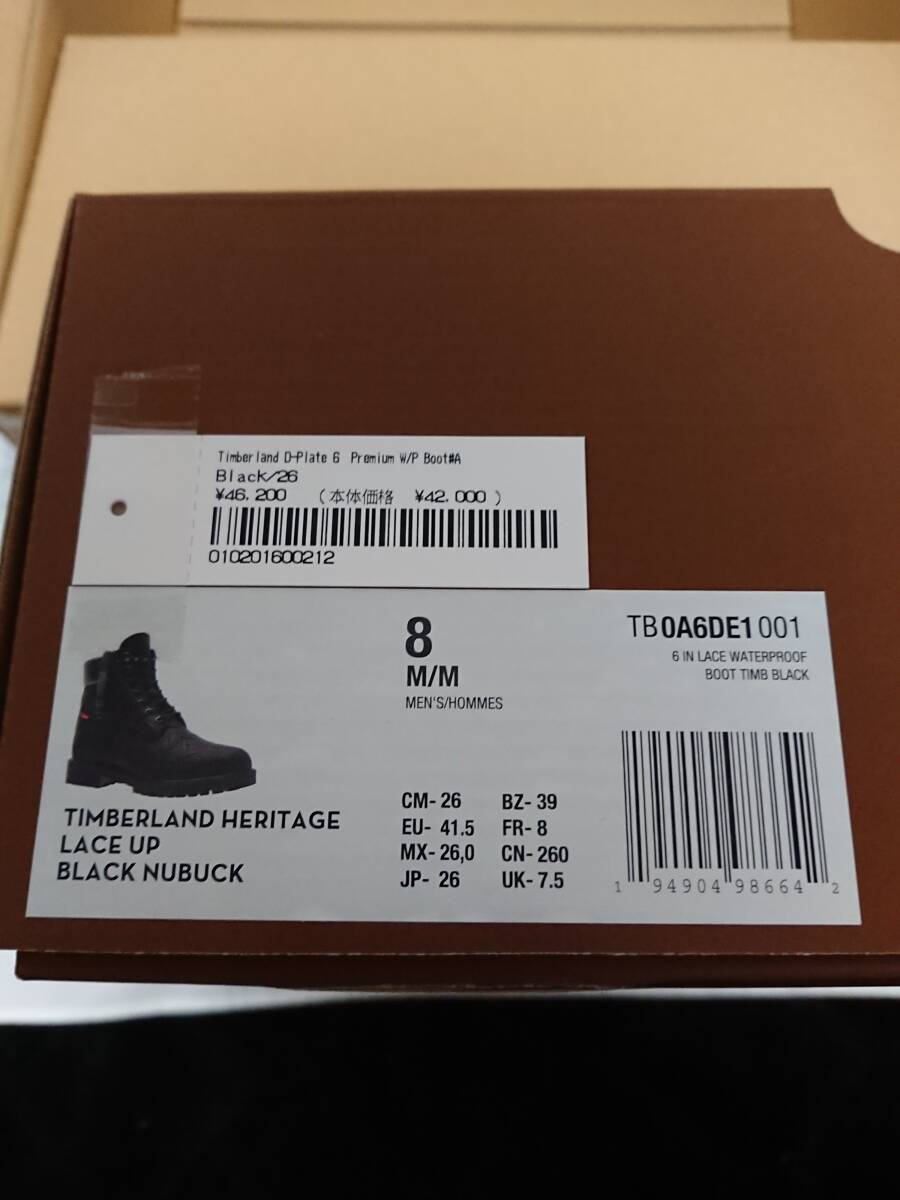 Timberland D-Plate 6 Premium W/P Boot#A
Black/26
¥46,200 (本体価格 ¥42,000)
010201600212
8
M/M
MEN'S/HOMMES
TB0A6DE1 001
6 IN LACE WATERPROOF
BOOT TIMB BLACK
TIMBERLAND HERITAGE
LACE UP
BLACK NUBUCK
CM- 26 BZ- 39
EU- 41.5 FR- 8
MX- 26,0 CN- 260
JP- 26 UK- 7.5
1 94904 98664 2